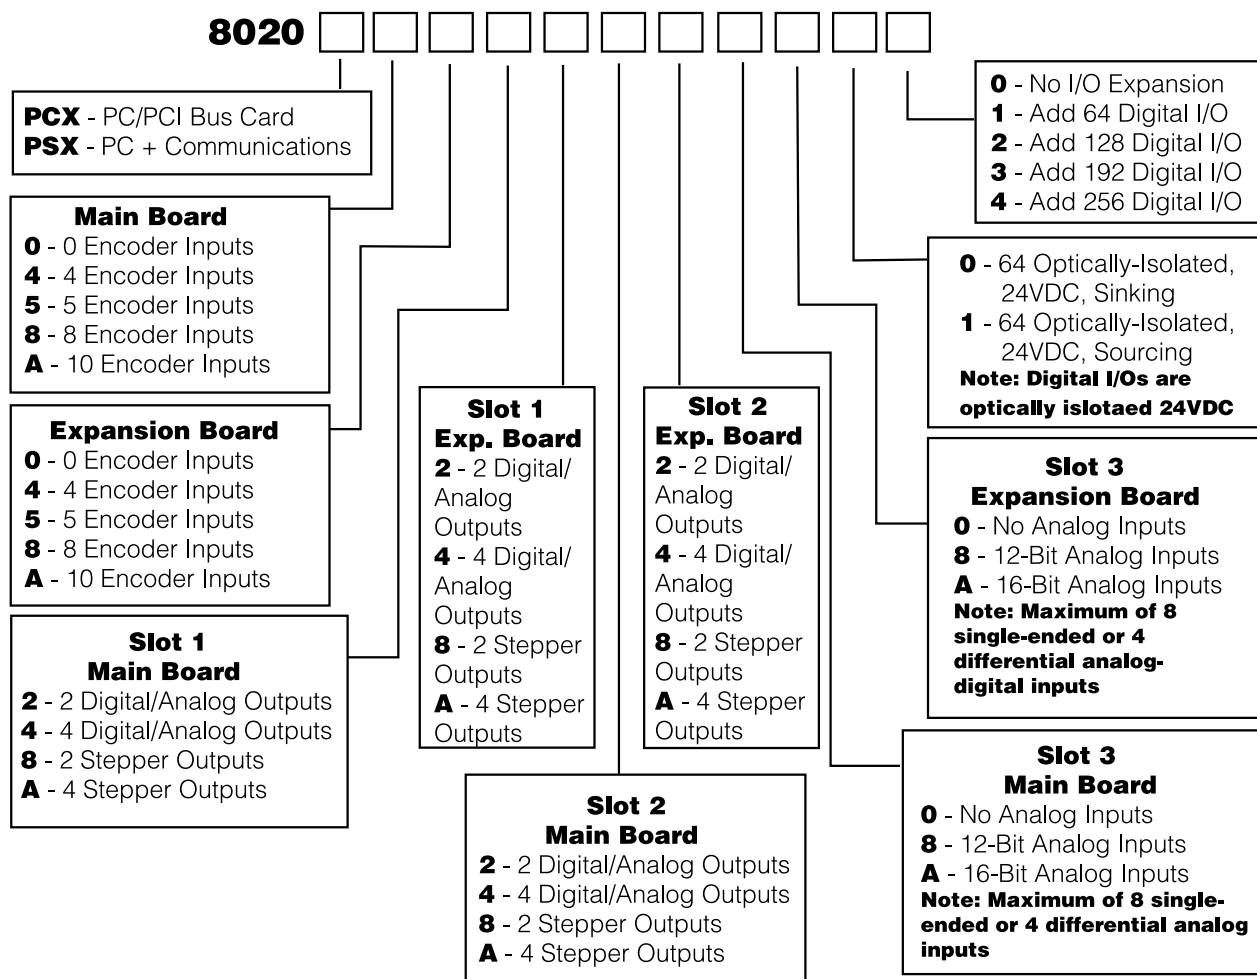 8020
PCX - PC/PCI Bus Card
PSX - PC + Communications
Main Board
0 - 0 Encoder Inputs
4 - 4 Encoder Inputs
5 - 5 Encoder Inputs
8 - 8 Encoder Inputs
A - 10 Encoder Inputs
Expansion Board
0 - 0 Encoder Inputs
4 - 4 Encoder Inputs
5 - 5 Encoder Inputs
8 - 8 Encoder Inputs
A - 10 Encoder Inputs
Slot 1
Main Board
2 - 2 Digital/Analog Outputs
4 - 4 Digital/Analog Outputs
8 - 2 Stepper Outputs
A - 4 Stepper Outputs
Slot 1
Exp. Board
2 - 2 Digital/
Analog
Outputs
4 - 4 Digital/
Analog
Outputs
8 - 2 Stepper
Outputs
A - 4 Stepper
Outputs
Slot 2
Main Board
2 - 2 Digital/Analog Outputs
4 - 4 Digital/Analog Outputs
8 - 2 Stepper Outputs
A - 4 Stepper Outputs
Slot 2
Exp. Board
2 - 2 Digital/
Analog
Outputs
4 - 4 Digital/
Analog
Outputs
8 - 2 Stepper
Outputs
A - 4 Stepper
Outputs
0 - No I/O Expansion
1 - Add 64 Digital I/O
2 - Add 128 Digital I/O
3 - Add 192 Digital I/O
4 - Add 256 Digital I/O
0 - 64 Optically-Isolated,
24VDC, Sinking
1 - 64 Optically-Isolated,
24VDC, Sourcing
Note: Digital I/Os are
optically islotaed 24VDC
Slot 3
Expansion Board
0 - No Analog Inputs
8 - 12-Bit Analog Inputs
A - 16-Bit Analog Inputs
Note: Maximum of 8
single-ended or 4
differential analog-
digital inputs
Slot 3
Main Board
0 - No Analog Inputs
8 - 12-Bit Analog Inputs
A - 16-Bit Analog Inputs
Note: Maximum of 8 single-
ended or 4 differential analog
inputs